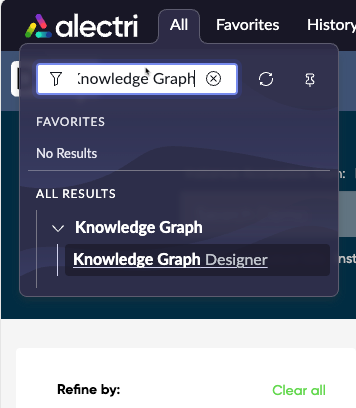 alectri
All
Favorites
History
Knowledge Graph
FAVORITES
No Results
ALL RESULTS
Knowledge Graph
Knowledge Graph Designer
Refine by:
Clear all